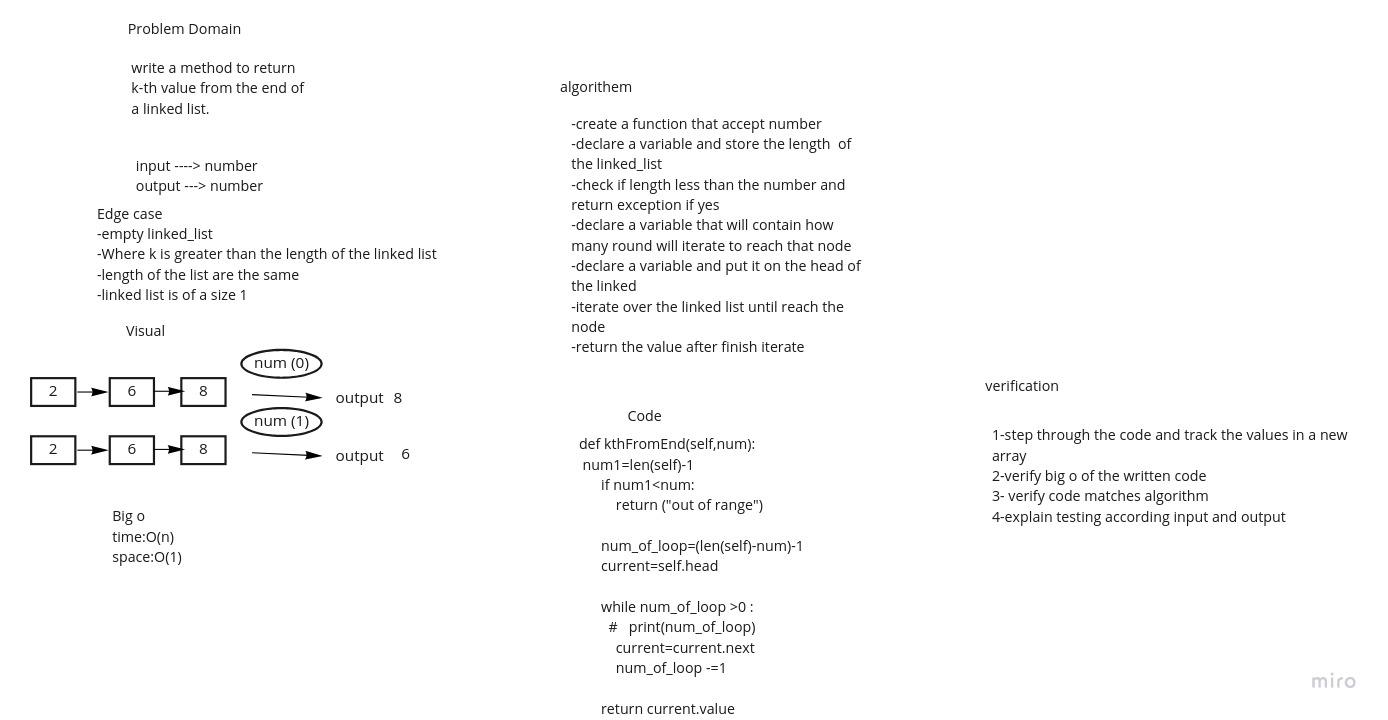 Problem Domain
write a method to return
k-th value from the end of
a linked list.
input ----> number
output ---> number
Edge case
-empty linked_list
-Where k is greater than the length of the linked list
-length of the list are the same
-linked list is of a size 1
Visual
num (0)
2 6 8 output 8
num (1)
2 6 8 output 6
Big o
time:O(n)
space:O(1)
algorithem
-create a function that accept number
-declare a variable and store the length of
the linked_list
-check if length less than the number and
return exception if yes
-declare a variable that will contain how
many round will iterate to reach that node
-declare a variable and put it on the head of
the linked
-iterate over the linked list until reach the
node
-return the value after finish iterate
Code
def kthFromEnd(self,num):
num1=len(self)-1
if num1<num:
return ("out of range")
num_of_loop=(len(self)-num)-1
current=self.head
while num_of_loop >0 :
# print(num_of_loop)
current=current.next
num_of_loop -=1
return current.value
verification
1-step through the code and track the values in a new
array
2-verify big o of the written code
3- verify code matches algorithm
4-explain testing according input and output
miro